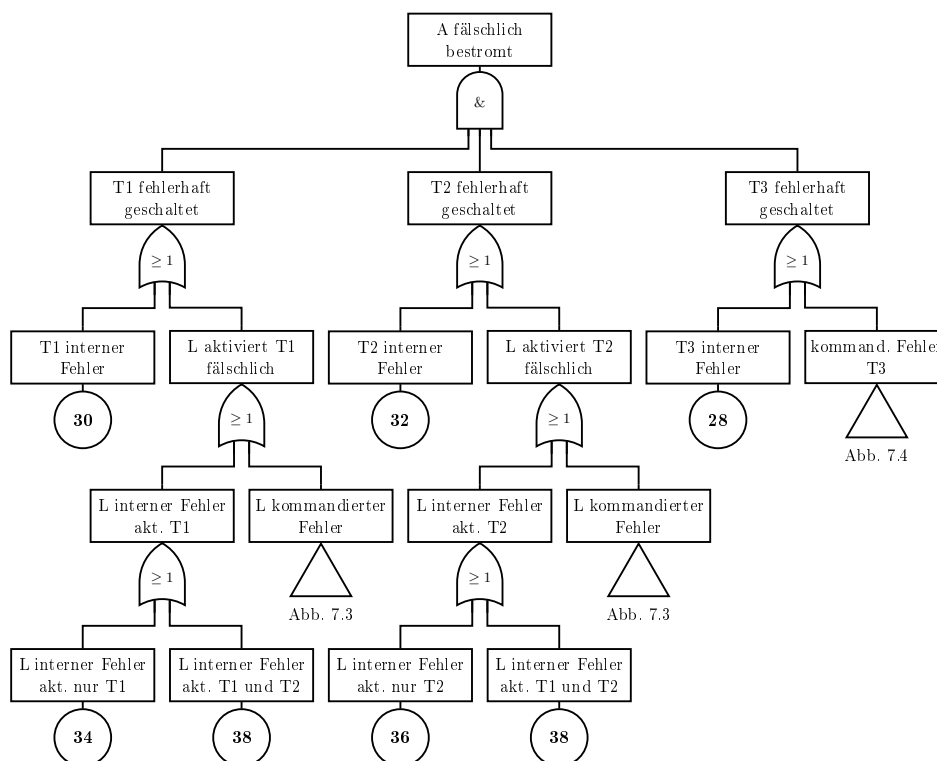 A fälschlich
bestromt
&
T1 fehlerhaft
geschaltet
T2 fehlerhaft
geschaltet
T3 fehlerhaft
geschaltet
≥ 1
≥ 1
≥ 1
T1 interner
Fehler
L aktiviert T1
fälschlich
T2 interner
Fehler
L aktiviert T2
fälschlich
T3 interner
Fehler
kommand. Fehler
T3
30
≥ 1
32
≥ 1
28
Abb. 7.4
L interner Fehler
akt. T1
L kommandierter
Fehler
L interner Fehler
akt. T2
L kommandierter
Fehler
≥ 1
Abb. 7.3
≥ 1
Abb. 7.3
L interner Fehler
akt. nur T1
L interner Fehler
akt. T1 und T2
L interner Fehler
akt. nur T2
L interner Fehler
akt. T1 und T2
34
38
36
38